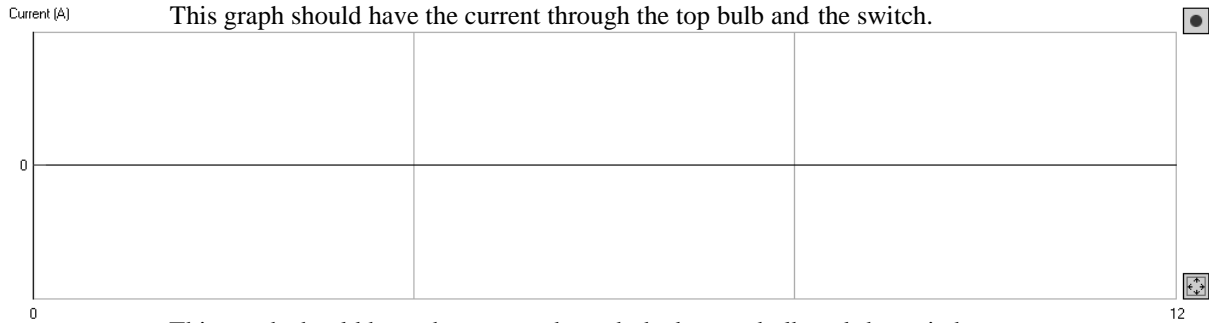 Current (A)
This graph should have the current through the top bulb and the switch.
0
0
12